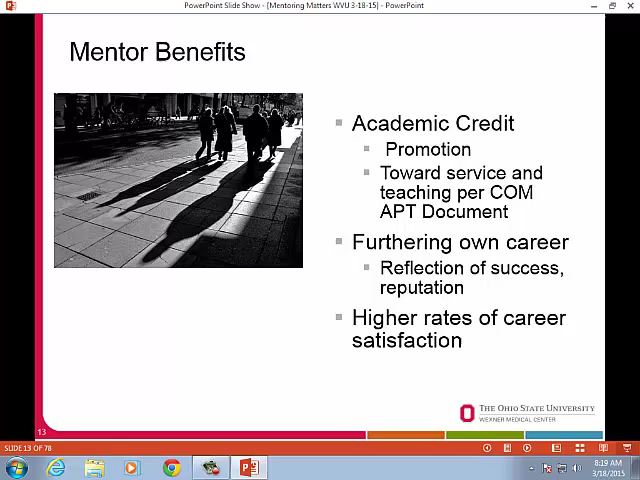 PowerPoint Slide Show - [Mentoring Matters WVU 3-18-15] - PowerPoint
Mentor Benefits
Academic Credit
Promotion
Toward service and
teaching per COM
APT Document
Furthering own career
Reflection of success,
reputation
Higher rates of career
satisfaction
THE OHIO STATE UNIVERSITY
WEXNER MEDICAL CENTER
13
SLIDE 13 OF 78
8:19 AM
3/18/2015